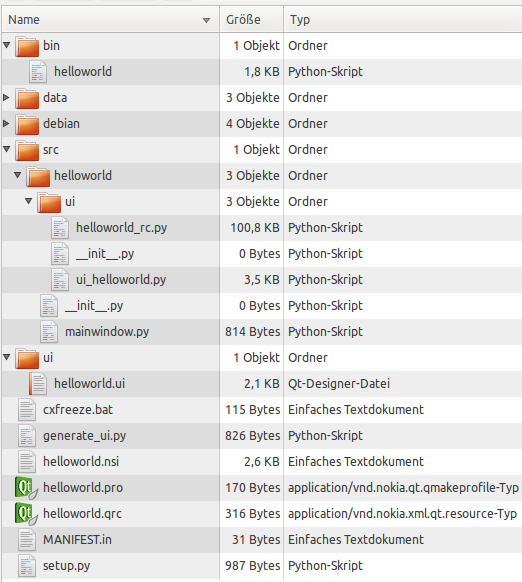 Name Größe Typ
bin 1 Objekt Ordner
helloworld 1,8 KB Python-Skript
data 3 Objekte Ordner
debian 4 Objekte Ordner
src 1 Objekt Ordner
helloworld 3 Objekte Ordner
ui 3 Objekte Ordner
helloworld_rc.py 100,8 KB Python-Skript
__init__.py 0 Bytes Python-Skript
ui_helloworld.py 3,5 KB Python-Skript
__init__.py 0 Bytes Python-Skript
mainwindow.py 814 Bytes Python-Skript
ui 1 Objekt Ordner
helloworld.ui 2,1 KB Qt-Designer-Datei
cxfreeze.bat 115 Bytes Einfaches Textdokument
generate_ui.py 826 Bytes Python-Skript
helloworld.nsi 2,6 KB Einfaches Textdokument
Qt helloworld.pro 170 Bytes application/vnd.nokia.qt.qmakeprofile-Typ
Qt helloworld.qrc 316 Bytes application/vnd.nokia.xml.qt.resource-Typ
MANIFEST.in 31 Bytes Einfaches Textdokument
setup.py 987 Bytes Python-Skript